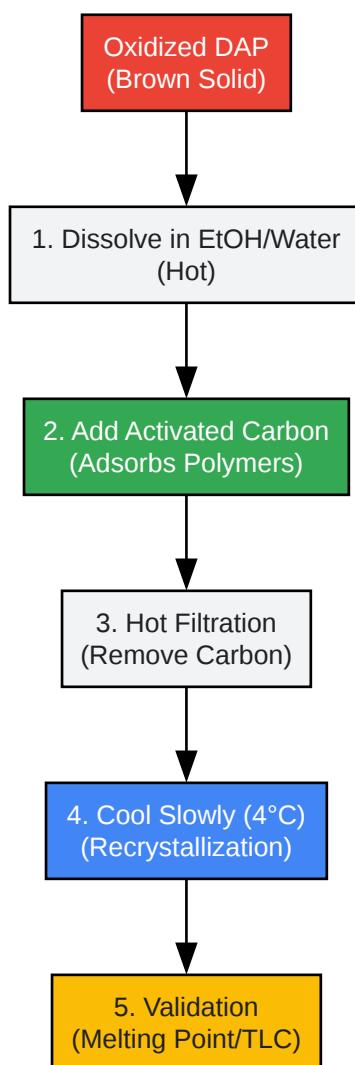 Oxidized DAP
(Brown Solid)
1. Dissolve in EtOH/Water
(Hot)
2. Add Activated Carbon
(Adsorbs Polymers)
3. Hot Filtration
(Remove Carbon)
4. Cool Slowly (4°C)
(Recrystallization)
5. Validation
(Melting Point/TLC)